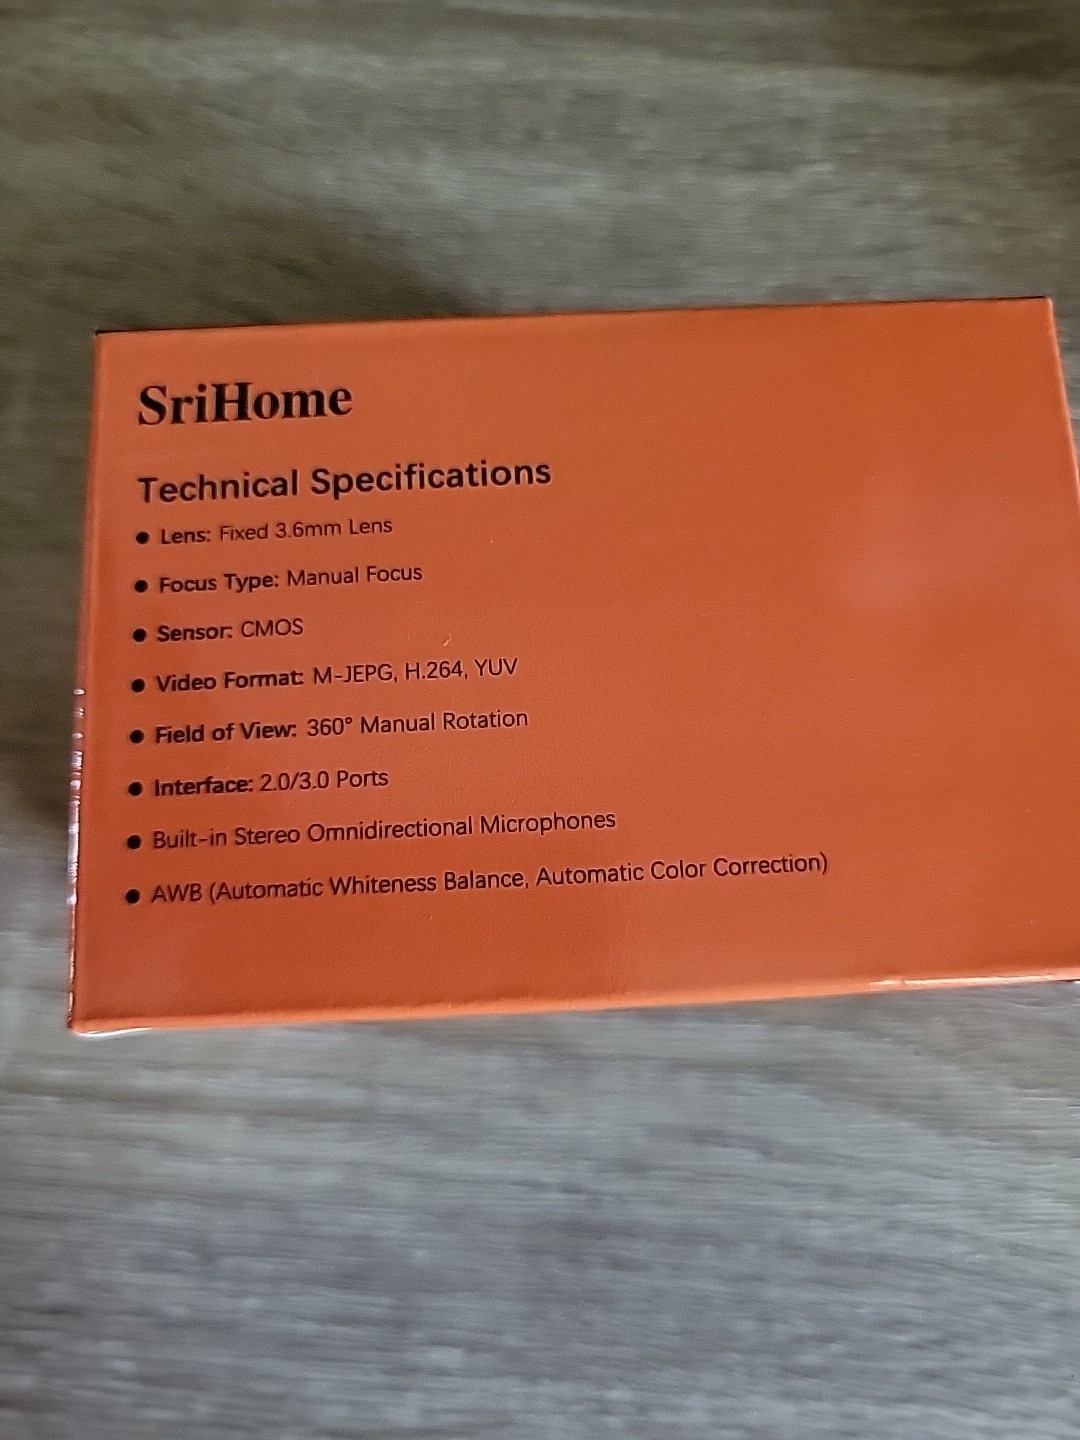 SriHome
Technical Specifications
● Lens: Fixed 3.6mm Lens
● Focus Type: Manual Focus
● Sensor: CMOS
● Video Format: M-JEPG, H.264, YUV
● Field of View: 360° Manual Rotation
● Interface: 2.0/3.0 Ports
● Built-in Stereo Omnidirectional Microphones
● AWB (Automatic Whiteness Balance, Automatic Color Correction)